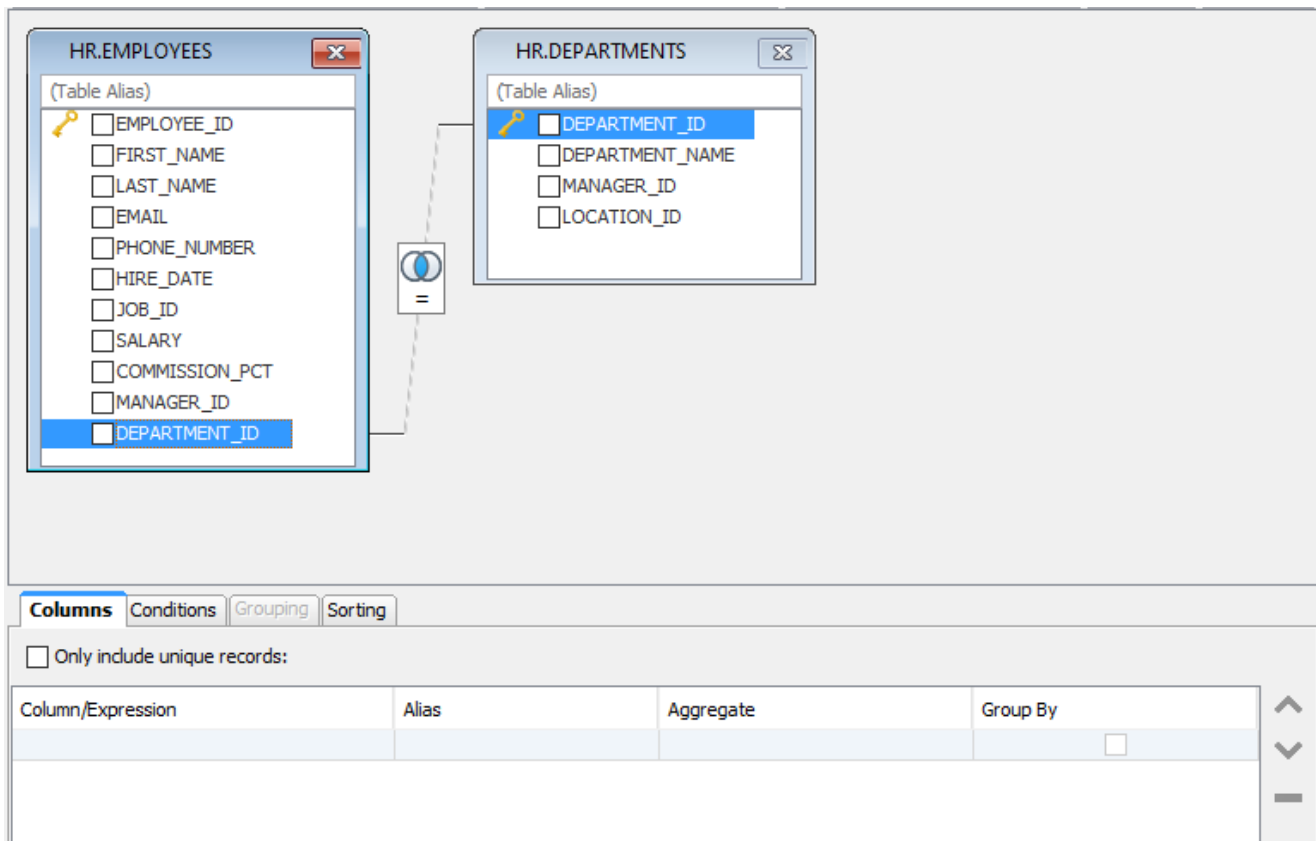 HR.EMPLOYEES
(Table Alias)
EMPLOYEE_ID
FIRST_NAME
LAST_NAME
EMAIL
PHONE_NUMBER
HIRE_DATE
JOB_ID
SALARY
COMMISSION_PCT
MANAGER_ID
DEPARTMENT_ID
=
HR.DEPARTMENTS
(Table Alias)
DEPARTMENT_ID
DEPARTMENT_NAME
MANAGER_ID
LOCATION_ID
Columns Conditions Grouping Sorting
Only include unique records:
Column/Expression Alias Aggregate Group By